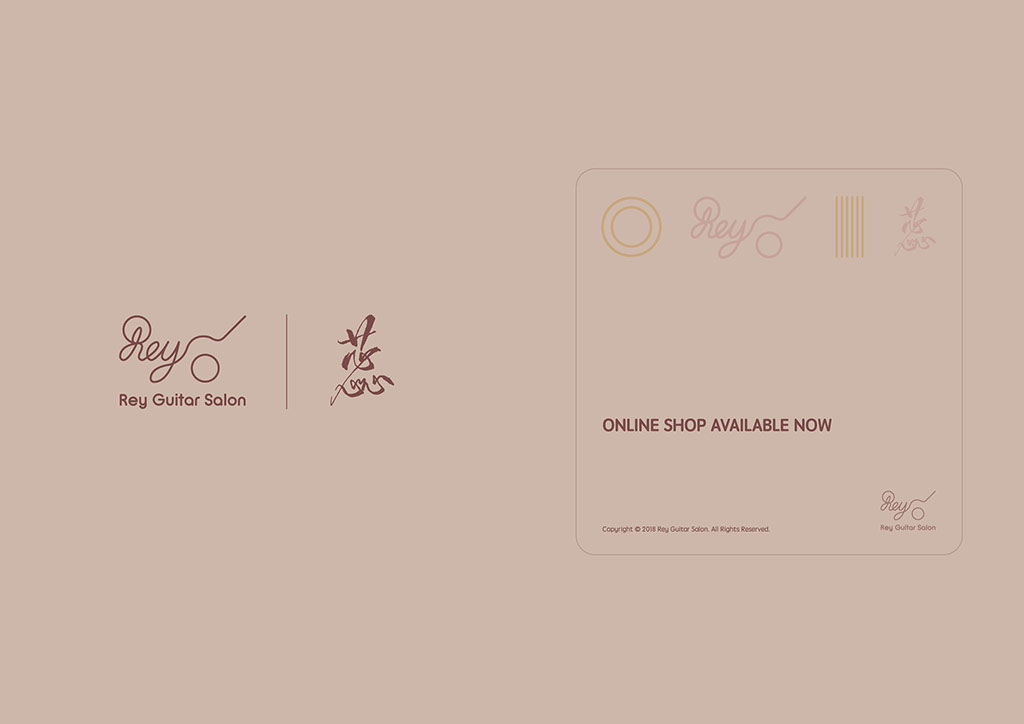 Rey
Rey Guitar Salon
蕊
Rey
蕊
ONLINE SHOP AVAILABLE NOW
Rey
Rey Guitar Salon
Copyright © 2018 Rey Guitar Salon. All Rights Reserved.